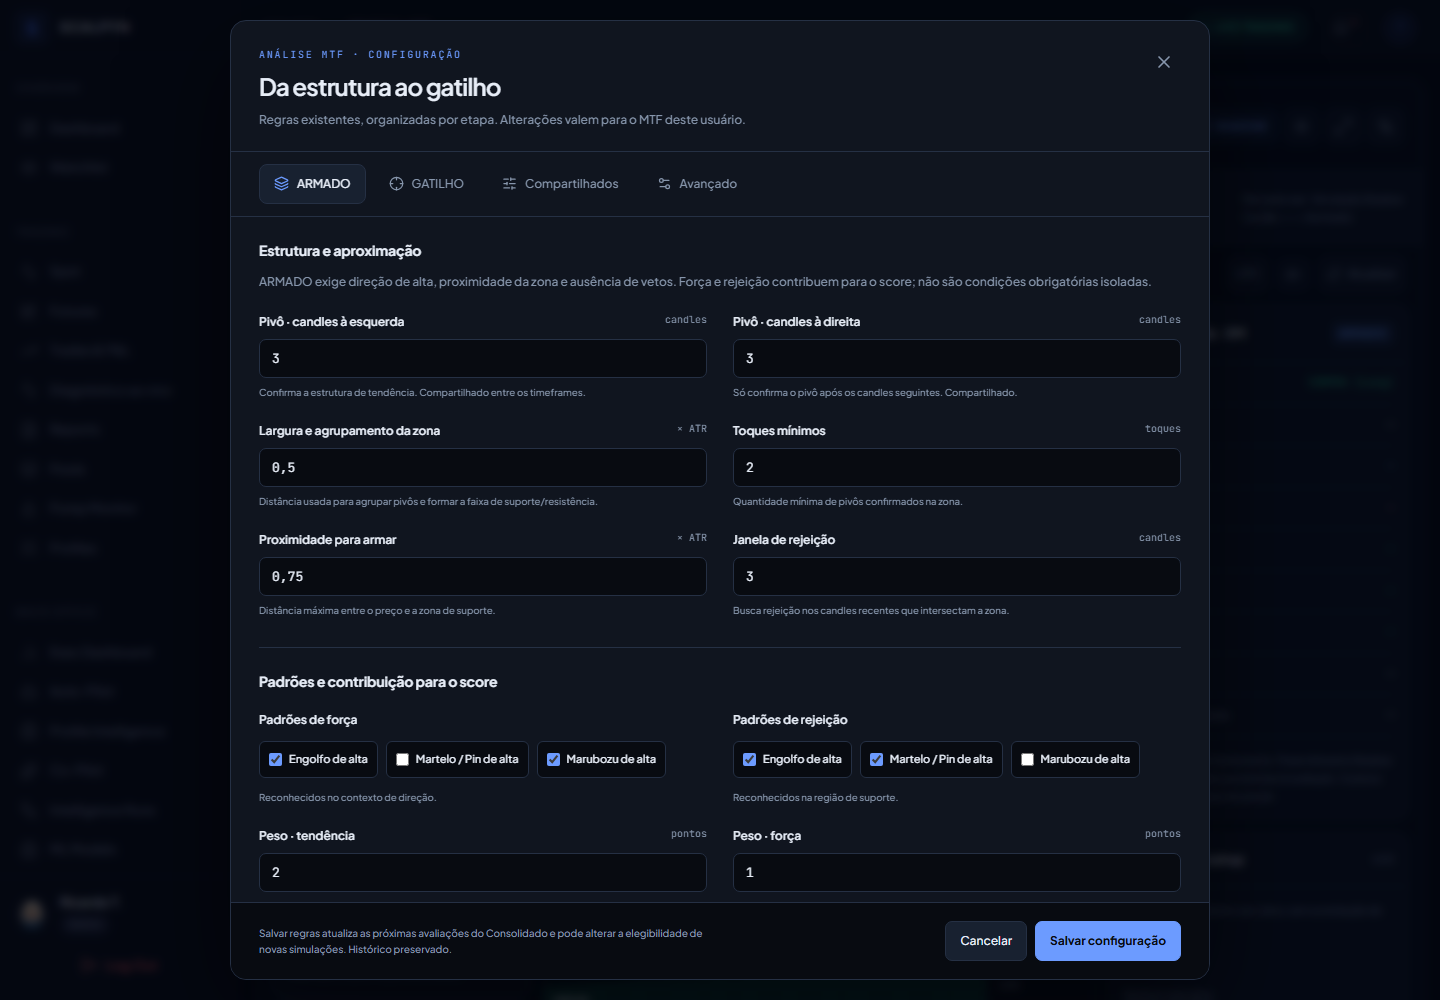 ANÁLISE MTF · CONFIGURAÇÃO
Da estrutura ao gatilho
Regras existentes, organizadas por etapa. Alterações valem para o MTF deste usuário.
ARMADO GATILHO Compartilhados Avançado
Estrutura e aproximação
ARMADO exige direção de alta, proximidade da zona e ausência de vetos. Força e rejeição contribuem para o score; não são condições obrigatórias isoladas.
Pivô · candles à esquerda candles Pivô · candles à direita candles
3 3
Confirma a estrutura de tendência. Compartilhado entre os timeframes. Só confirma o pivô após os candles seguintes. Compartilhado.
Largura e agrupamento da zona × ATR Toques mínimos toques
0,5 2
Distância usada para agrupar pivôs e formar a faixa de suporte/resistência. Quantidade mínima de pivôs confirmados na zona.
Proximidade para armar × ATR Janela de rejeição candles
0,75 3
Distância máxima entre o preço e a zona de suporte. Busca rejeição nos candles recentes que intersectam a zona.
Padrões e contribuição para o score
Padrões de força Padrões de rejeição
Engolfo de alta Martelo / Pin de alta Marubozu de alta Engolfo de alta Martelo / Pin de alta Marubozu de alta
Reconhecidos no contexto de direção. Reconhecidos na região de suporte.
Peso · tendência pontos Peso · força pontos
2 1
Salvar regras atualiza as próximas avaliações do Consolidado e pode alterar a elegibilidade de
novas simulações. Histórico preservado.
Cancelar Salvar configuração